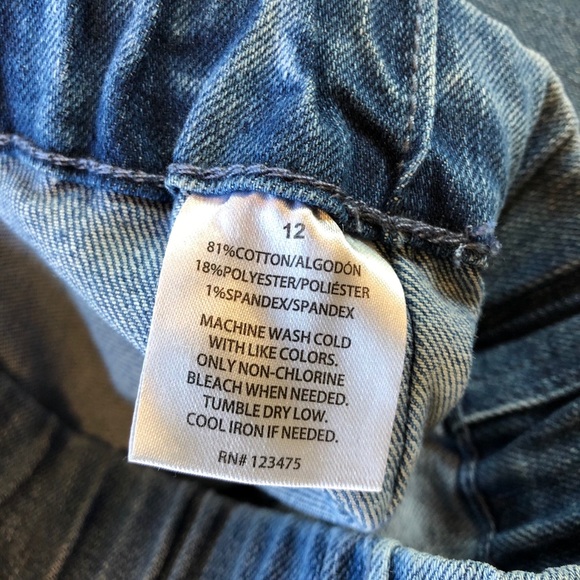 12
81%COTTON/ALGODÓN
18%POLYESTER/POLIÉSTER
1%SPANDEX/SPANDEX
MACHINE WASH COLD
WITH LIKE COLORS.
ONLY NON-CHLORINE
BLEACH WHEN NEEDED.
TUMBLE DRY LOW.
COOL IRON IF NEEDED.
RN# 123475